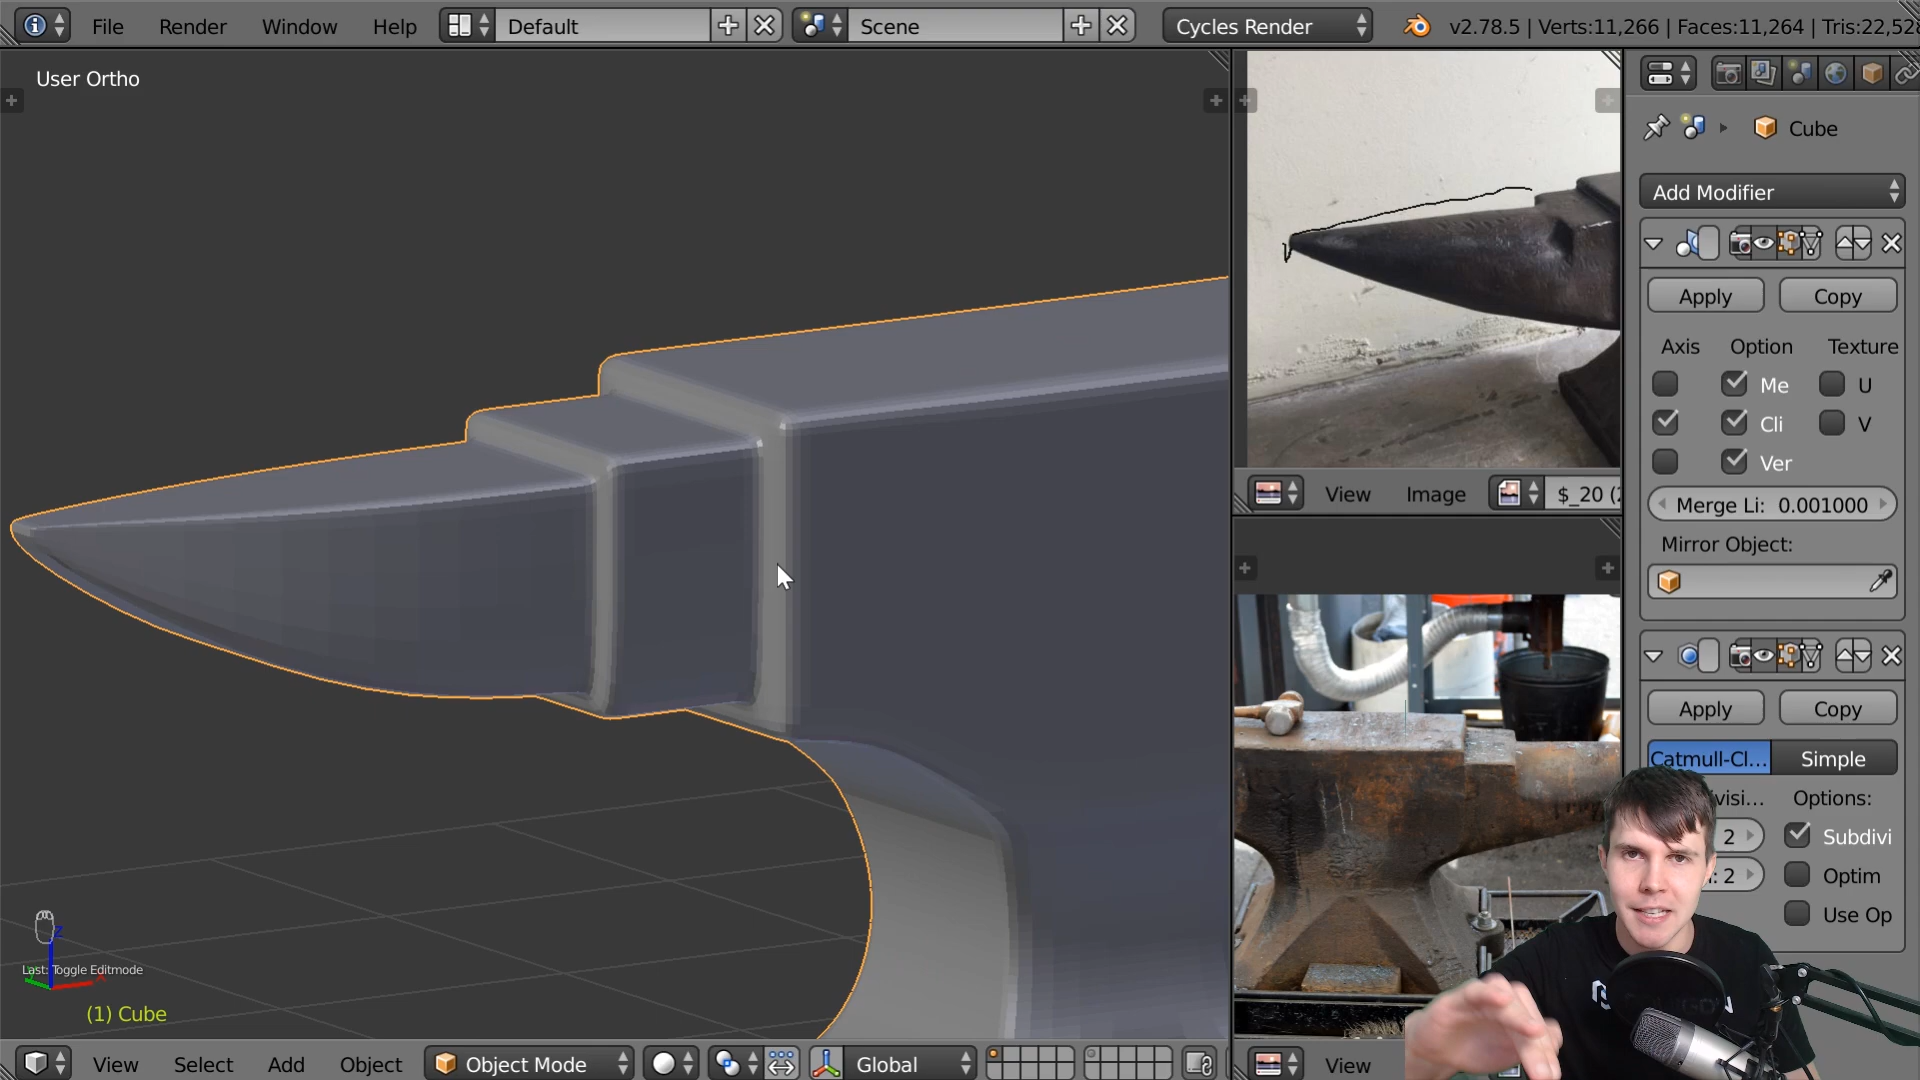 File Render Window Help Default Scene Cycles Render v2.78.5 | Verts:11,266 | Faces:11,264 | Tris:22,52
User Ortho
Cube
Add Modifier
Apply Copy
Axis Option Texture
Me U
Cli V
Ver
Merge Li: 0.001000
Mirror Object:
View Image $_20 (2
Apply Copy
Catmull-Cl... Simple
visi... Options:
2 Subdivi
: 2 Optim
Use Op
Last: Toggle Editmode
(1) Cube
View Select Add Object Object Mode Global View